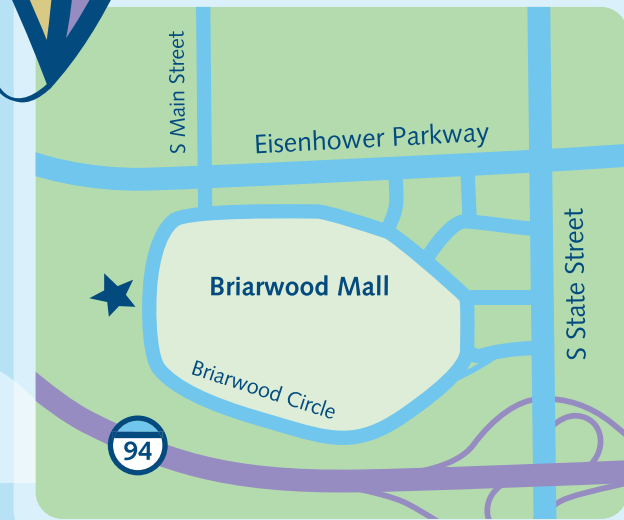 S Main Street
Eisenhower Parkway
S State Street
Briarwood Mall
Briarwood Circle
94